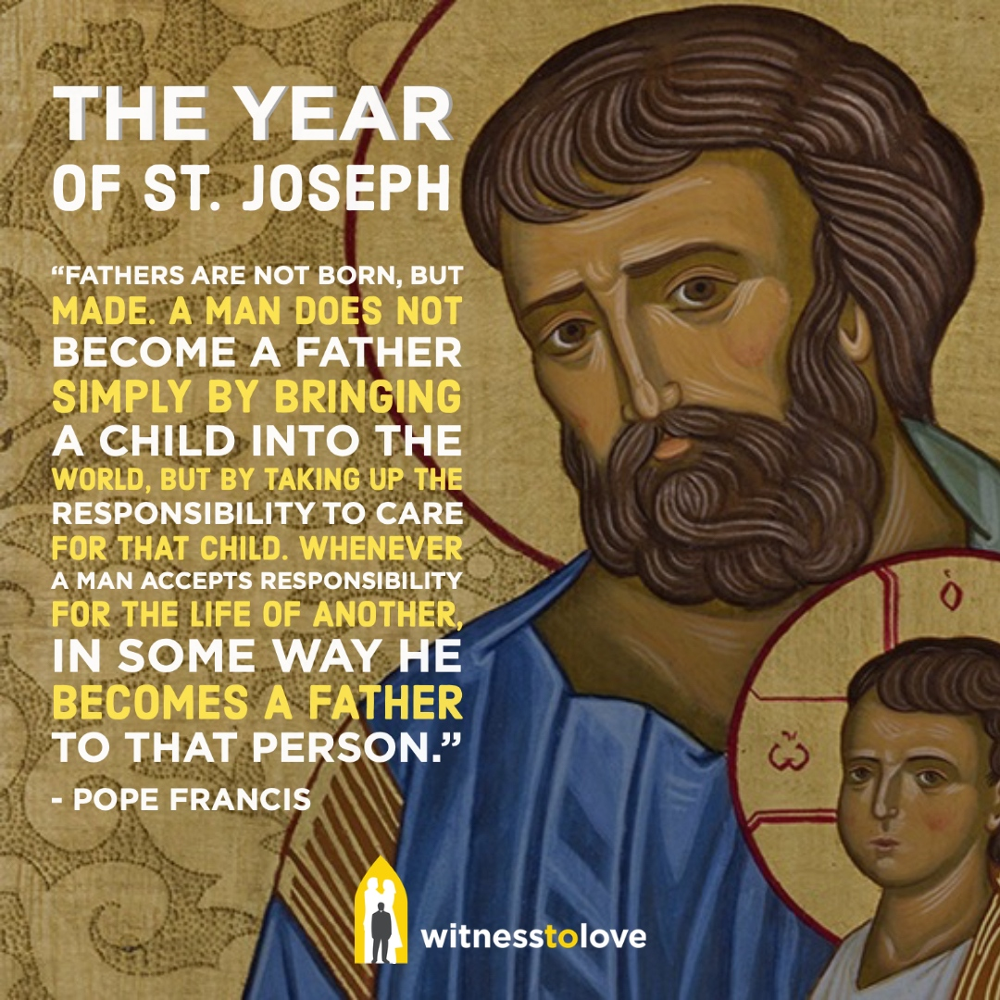 THE YEAR
OF ST. JOSEPH
“FATHERS ARE NOT BORN, BUT
MADE. A MAN DOES NOT
BECOME A FATHER
SIMPLY BY BRINGING
A CHILD INTO THE
WORLD, BUT BY TAKING UP THE
RESPONSIBILITY TO CARE
FOR THAT CHILD. WHENEVER
A MAN ACCEPTS RESPONSIBILITY
FOR THE LIFE OF ANOTHER,
IN SOME WAY HE
BECOMES A FATHER
TO THAT PERSON.”
- POPE FRANCIS
ὁ
ὤ
witnesstolove